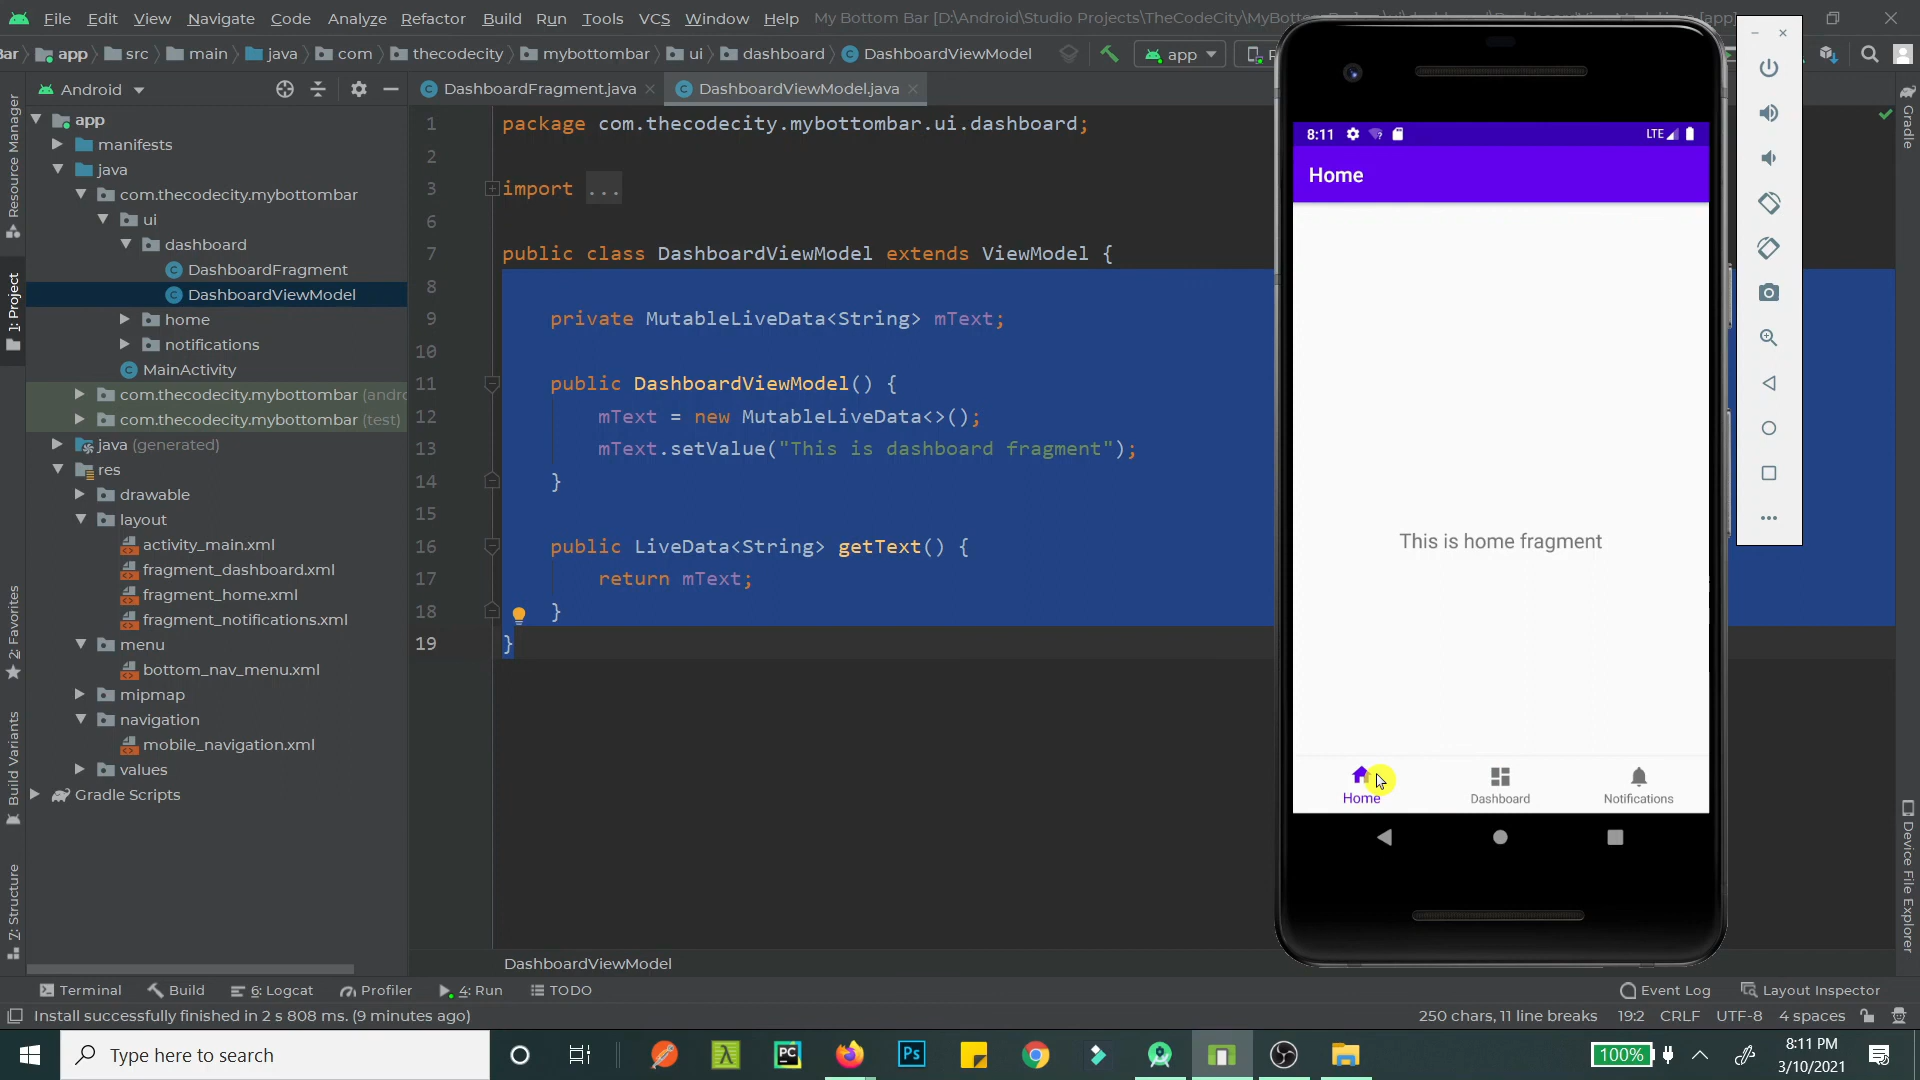 File Edit View Navigate Code Analyze Refactor Build Run Tools VCS Window Help My Bottom Bar [D:\Android\Studio Projects\TheCodeCity\MyBott
app]
Bar app src main java com thecodecity mybottombar ui dashboard DashboardViewModel app
Android
DashboardFragment.java DashboardViewModel.java
app
manifests
java
com.thecodecity.mybottombar
ui
dashboard
DashboardFragment
DashboardViewModel
home
notifications
MainActivity
com.thecodecity.mybottombar (andro
com.thecodecity.mybottombar (test)
java (generated)
res
drawable
layout
activity_main.xml
fragment_dashboard.xml
fragment_home.xml
fragment_notifications.xml
menu
bottom_nav_menu.xml
mipmap
navigation
mobile_navigation.xml
values
Gradle Scripts
Resource Manager
1: Project
2: Favorites
Build Variants
7: Structure
1 package com.thecodecity.mybottombar.ui.dashboard;
2
3 import ...
6
7 public class DashboardViewModel extends ViewModel {
8
9 private MutableLiveData<String> mText;
10
11 public DashboardViewModel() {
12 mText = new MutableLiveData<>();
13 mText.setValue("This is dashboard fragment");
14 }
15
16 public LiveData<String> getText() {
17 return mText;
18 }
19 }
DashboardViewModel
8:11 LTE
Home
This is home fragment
Home Dashboard Notifications
Gradle
Device File Explorer
Terminal Build 6: Logcat Profiler 4: Run TODO Event Log Layout Inspector
Install successfully finished in 2 s 808 ms. (9 minutes ago) 250 chars, 11 line breaks 19:2 CRLF UTF-8 4 spaces
Type here to search PC Ps 100% 8:11 PM
3/10/2021